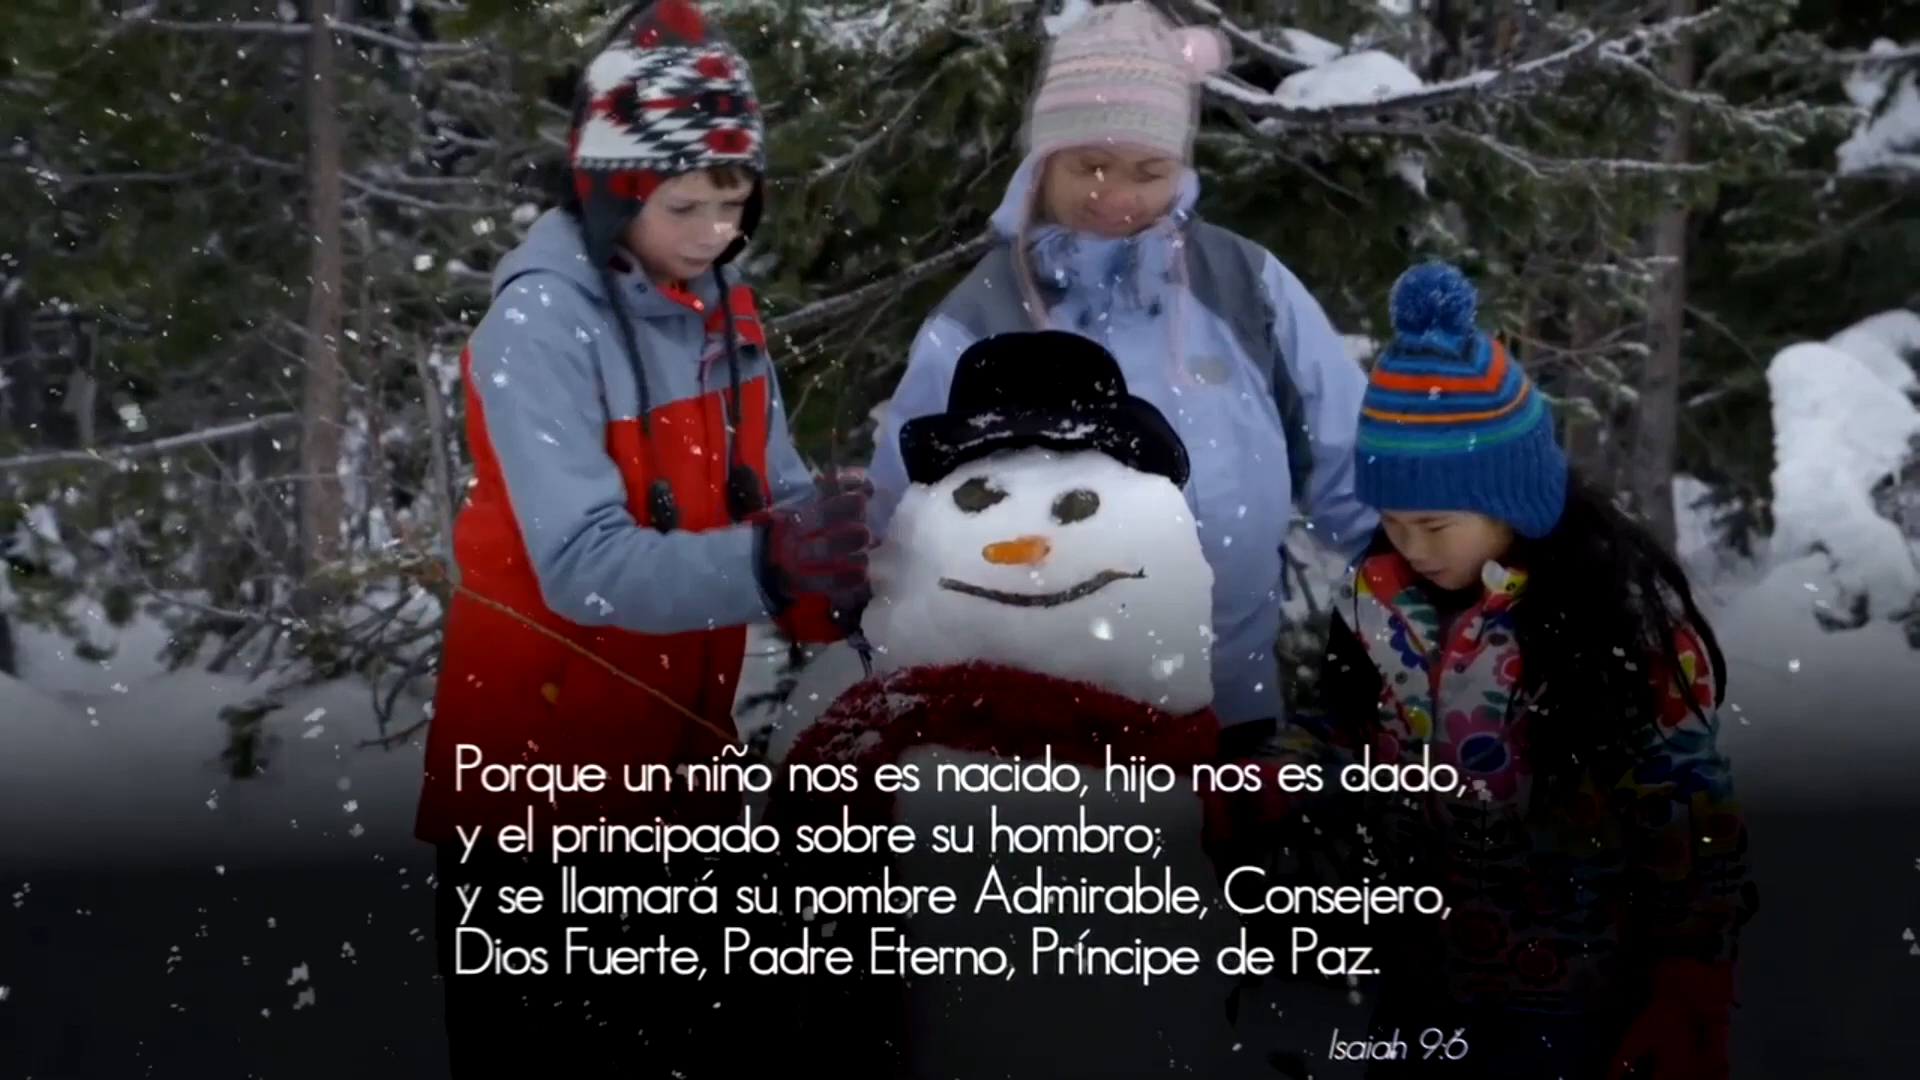 Porque un niño nos es nacido, hijo nos es dado,
y el principado sobre su hombro;
y se llamará su nombre Admirable, Consejero,
Dios Fuerte, Padre Eterno, Príncipe de Paz.
Isaiah 9:6